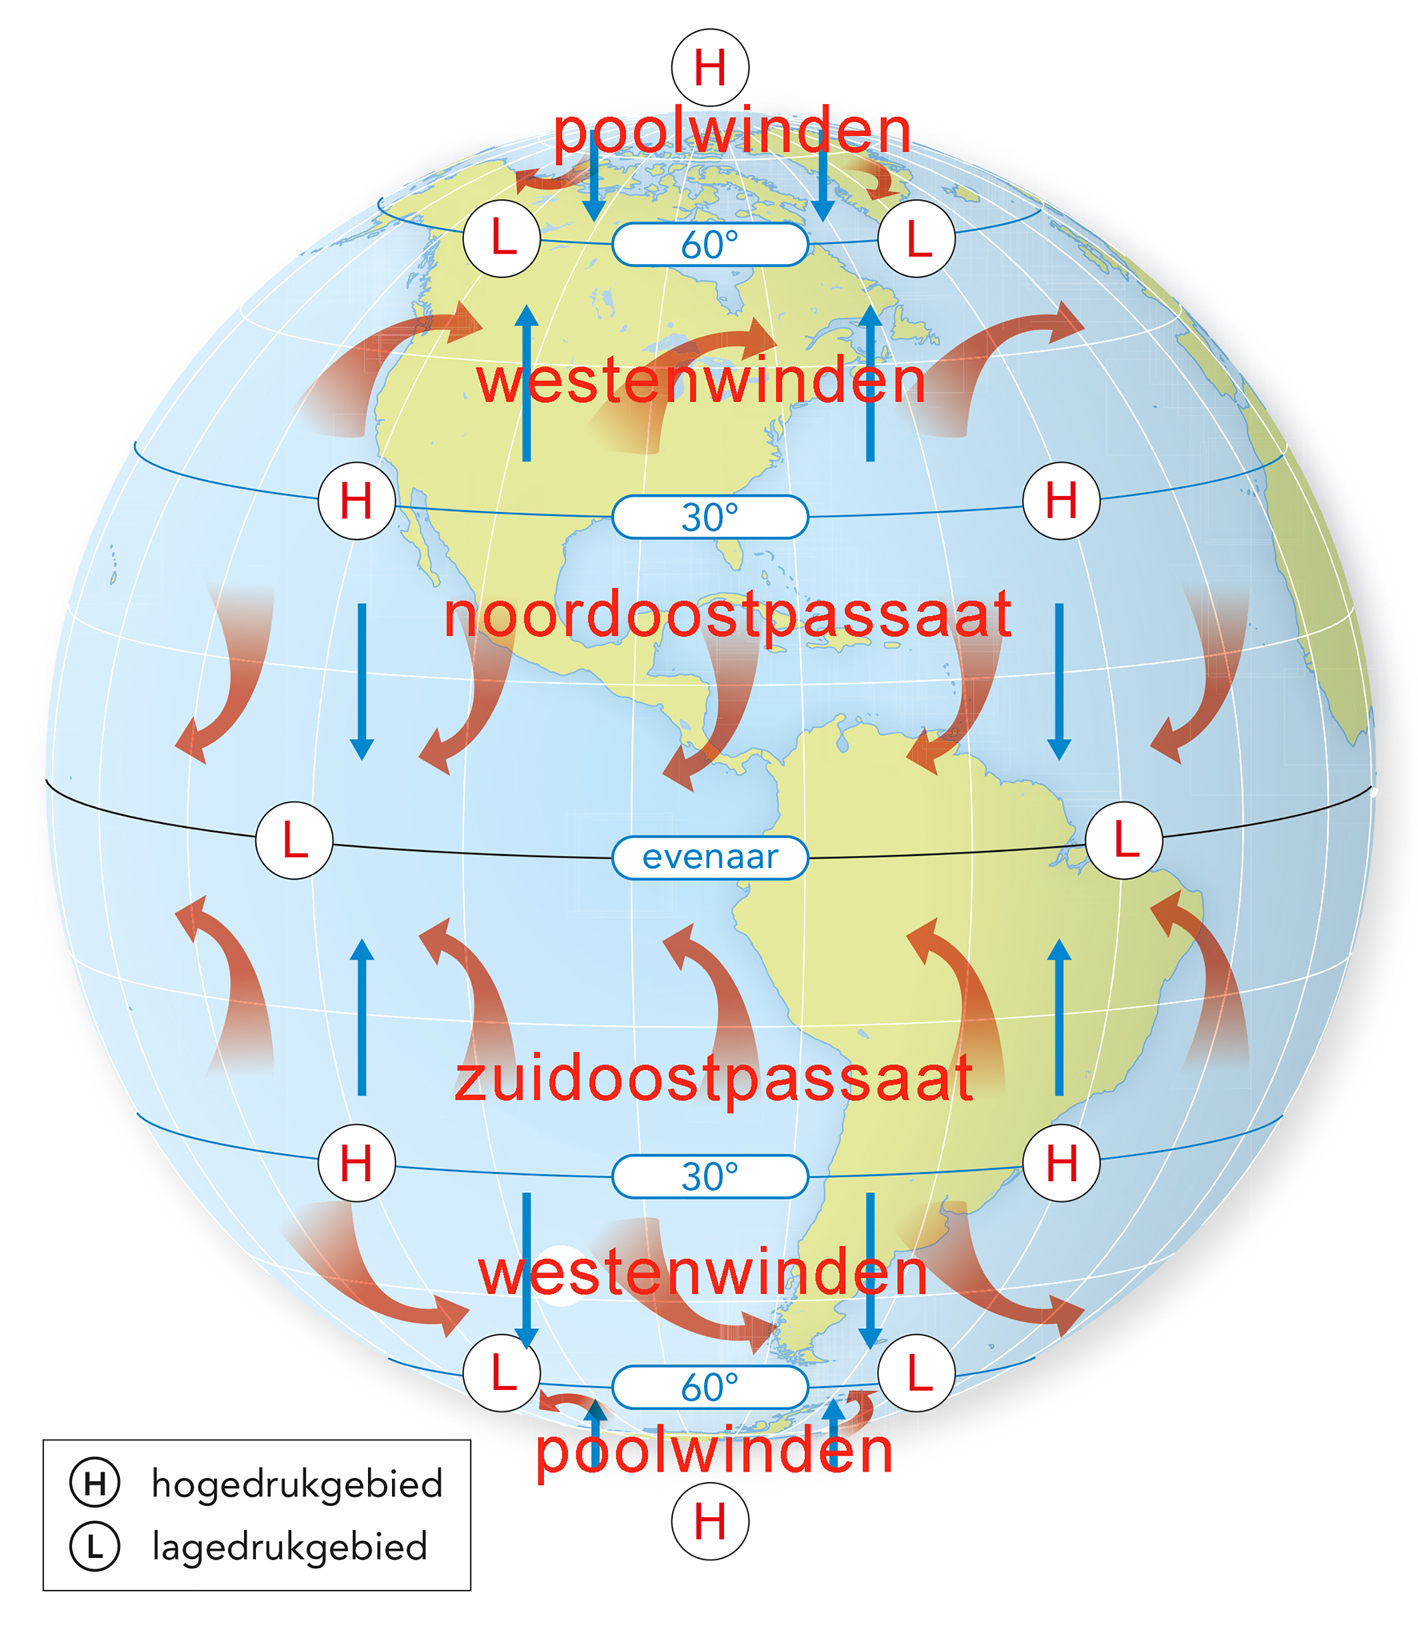 H
poolwinden
L
60°
L
westenwinden
H
30°
H
noordoostpassaat
L
evenaar
L
zuidoostpassaat
H
30°
H
westenwinden
L
60°
L
poolwinden
H
H hogedrukgebied
L lagedrukgebied